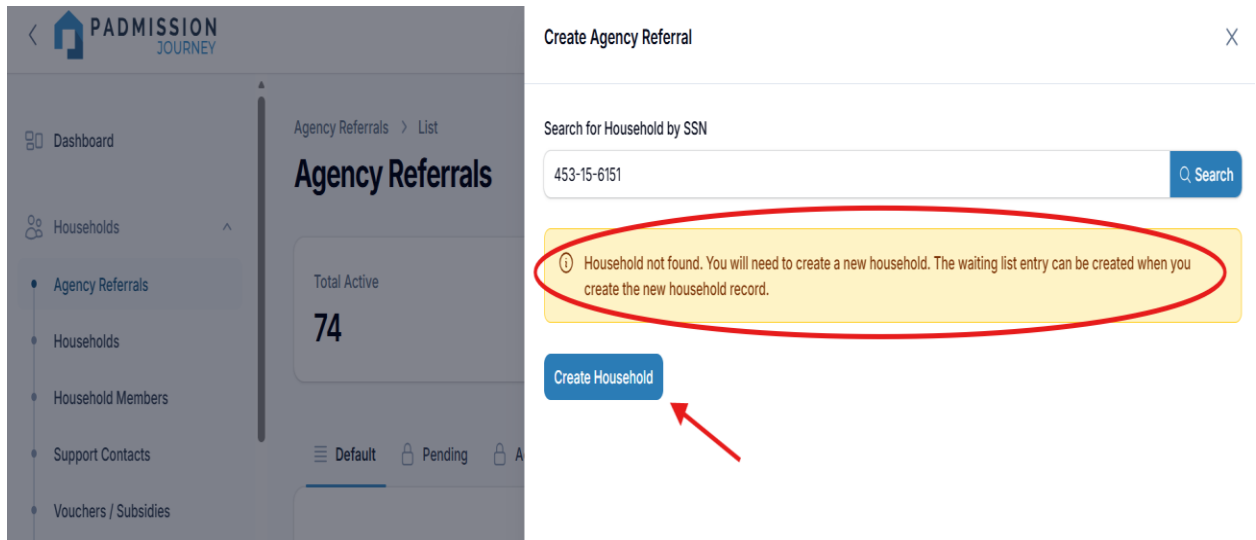 PADMISSION
JOURNEY
Dashboard
Households
Agency Referrals
Households
Household Members
Support Contacts
Vouchers / Subsidies
Agency Referrals > List
Agency Referrals
Total Active
74
Default Pending
Create Agency Referral
X
Search for Household by SSN
453-15-6151
Search
Household not found. You will need to create a new household. The waiting list entry can be created when you
create the new household record.
Create Household